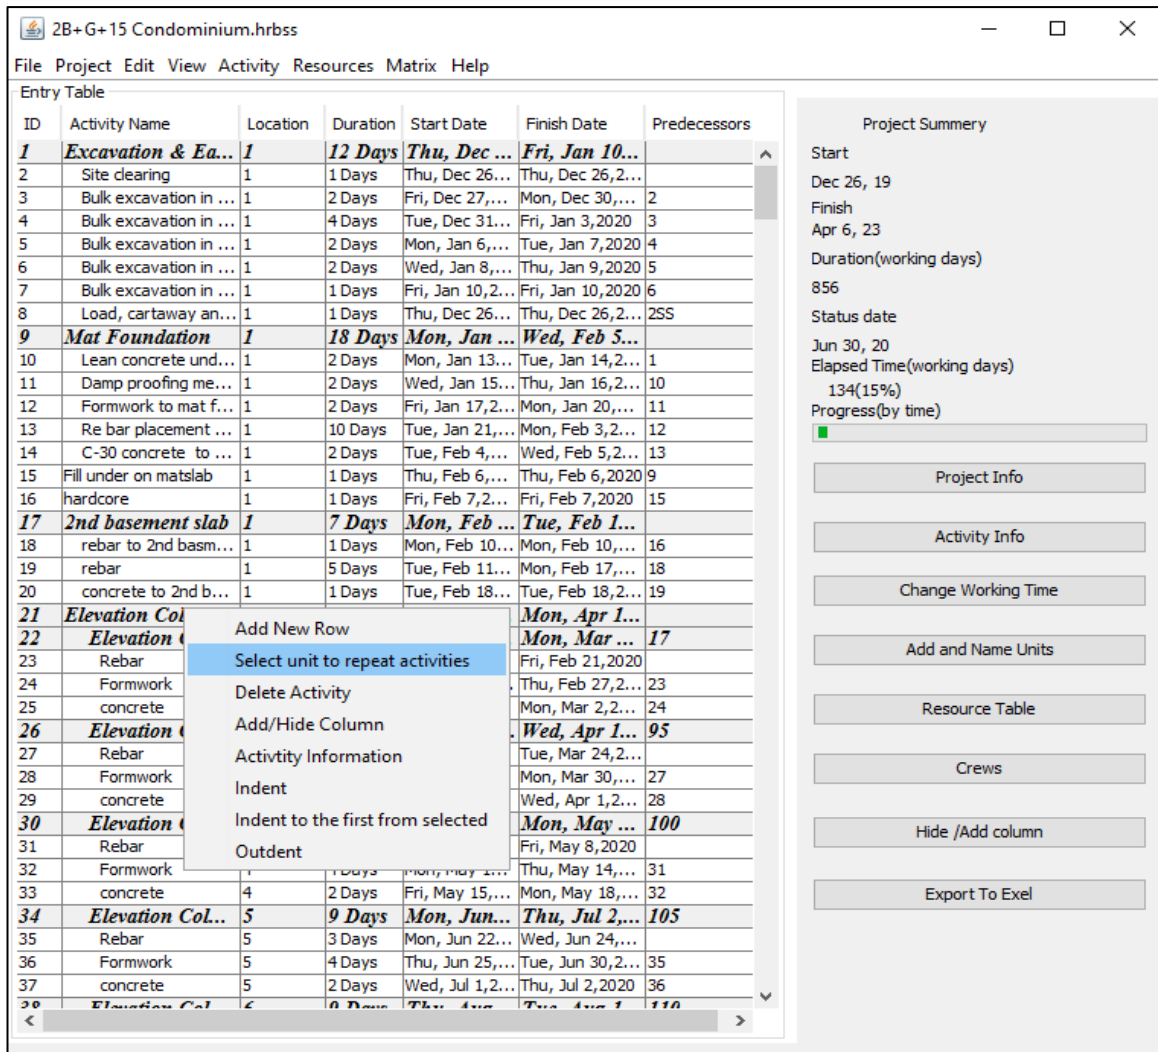 2B+G+15 Condominium.hrbss
File Project Edit View Activity Resources Matrix Help
Entry Table
ID Activity Name Location Duration Start Date Finish Date Predecessors
1 Excavation & Ea... 1 12 Days Thu, Dec ... Fri, Jan 10...
2 Site clearing 1 1 Days Thu, Dec 26... Thu, Dec 26,2...
3 Bulk excavation in ... 1 2 Days Fri, Dec 27,... Mon, Dec 30,... 2
4 Bulk excavation in ... 1 4 Days Tue, Dec 31... Fri, Jan 3,2020 3
5 Bulk excavation in ... 1 2 Days Mon, Jan 6,... Tue, Jan 7,2020 4
6 Bulk excavation in ... 1 2 Days Wed, Jan 8,... Thu, Jan 9,2020 5
7 Bulk excavation in ... 1 1 Days Fri, Jan 10,2... Fri, Jan 10,2020 6
8 Load, cartaway an... 1 1 Days Thu, Dec 26... Thu, Dec 26,2... 2SS
9 Mat Foundation 1 18 Days Mon, Jan ... Wed, Feb 5...
10 Lean concrete und... 1 2 Days Mon, Jan 13... Tue, Jan 14,2... 1
11 Damp proofing me... 1 2 Days Wed, Jan 15... Thu, Jan 16,2... 10
12 Formwork to mat f... 1 2 Days Fri, Jan 17,2... Mon, Jan 20,... 11
13 Re bar placement ... 1 10 Days Tue, Jan 21,... Mon, Feb 3,2... 12
14 C-30 concrete to ... 1 2 Days Tue, Feb 4,... Wed, Feb 5,2... 13
15 Fill under on matslab 1 1 Days Thu, Feb 6,... Thu, Feb 6,2020 9
16 hardcore 1 1 Days Fri, Feb 7,2... Fri, Feb 7,2020 15
17 2nd basement slab 1 7 Days Mon, Feb ... Tue, Feb 1...
18 rebar to 2nd basm... 1 1 Days Mon, Feb 10... Mon, Feb 10,... 16
19 rebar 1 5 Days Tue, Feb 11... Mon, Feb 17,... 18
20 concrete to 2nd b... 1 1 Days Tue, Feb 18... Tue, Feb 18,2... 19
21 Elevation Col Mon, Apr 1...
22 Elevation Mon, Mar ... 17
23 Rebar Fri, Feb 21,2020
24 Formwork Thu, Feb 27,2... 23
25 concrete Mon, Mar 2,2... 24
26 Elevation Wed, Apr 1... 95
27 Rebar Tue, Mar 24,2...
28 Formwork Mon, Mar 30,... 27
29 concrete Wed, Apr 1,2... 28
30 Elevation Mon, May ... 100
31 Rebar Fri, May 8,2020
32 Formwork Thu, May 14,... 31
33 concrete 4 2 Days Fri, May 15,... Mon, May 18,... 32
34 Elevation Col... 5 9 Days Mon, Jun... Thu, Jul 2,... 105
35 Rebar 5 3 Days Mon, Jun 22... Wed, Jun 24,...
36 Formwork 5 4 Days Thu, Jun 25,... Tue, Jun 30,2... 35
37 concrete 5 2 Days Wed, Jul 1,2... Thu, Jul 2,2020 36
Add New Row
Select unit to repeat activities
Delete Activity
Add/Hide Column
Activtity Information
Indent
Indent to the first from selected
Outdent
Project Summery
Start
Dec 26, 19
Finish
Apr 6, 23
Duration(working days)
856
Status date
Jun 30, 20
Elapsed Time(working days)
134(15%)
Progress(by time)
Project Info
Activity Info
Change Working Time
Add and Name Units
Resource Table
Crews
Hide /Add column
Export To Exel